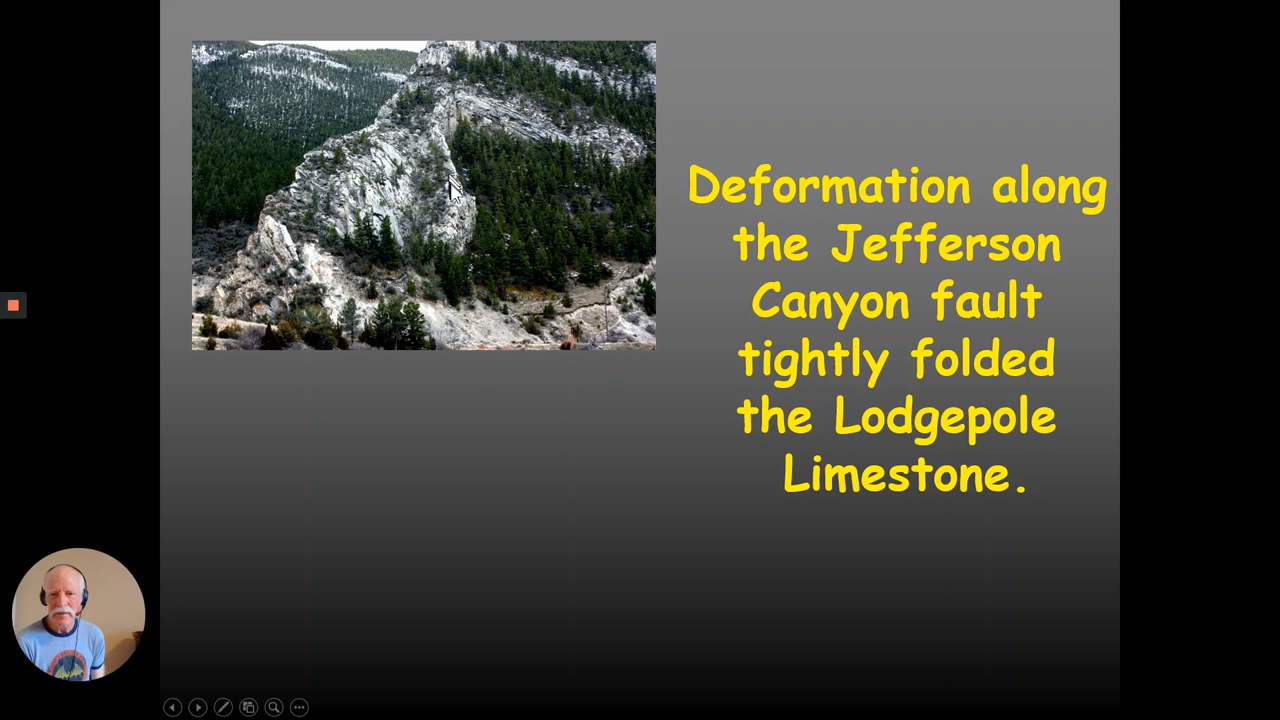 Deformation along
the Jefferson
Canyon fault
tightly folded
the Lodgepole
Limestone.